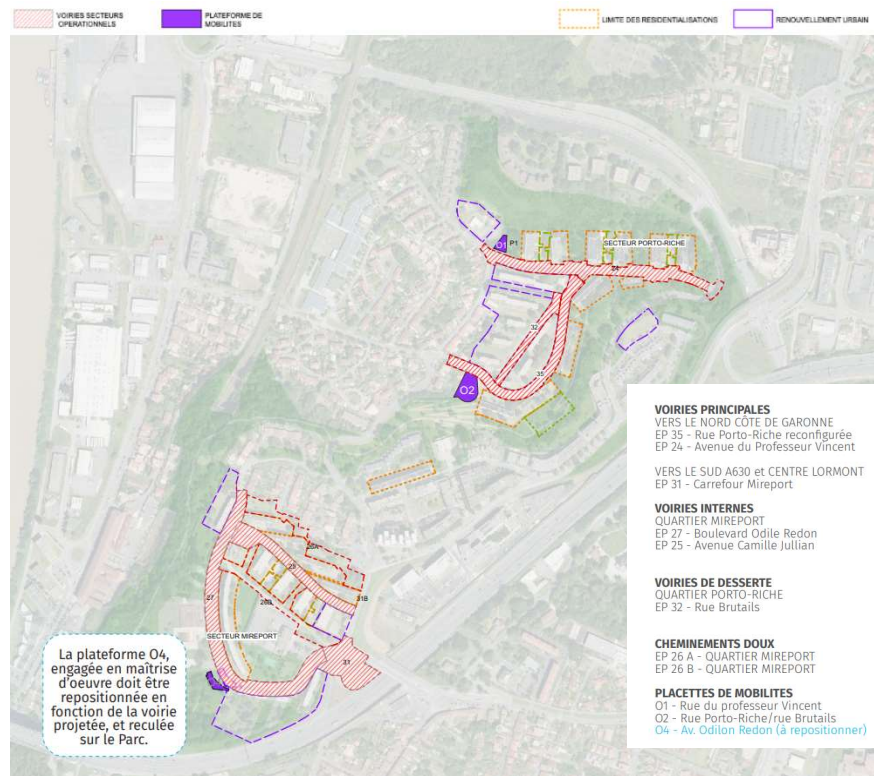 VOIRIES SECTEURS
OPERATIONNELS
PLATEFORME DE
MOBILITES
LIMITE DES RESIDENTIALISATIONS
RENOUVELLEMENT URBAIN
O1
P1
SECTEUR PORTO-RICHE
24
32
35
O2
26A
25
27
26B
31B
SECTEUR MIREPORT
31
La plateforme O4,
engagée en maîtrise
d'oeuvre doit être
repositionnée en
fonction de la voirie
projetée, et reculée
sur le Parc.
VOIRIES PRINCIPALES
VERS LE NORD CÔTE DE GARONNE
EP 35 - Rue Porto-Riche reconfigurée
EP 24 - Avenue du Professeur Vincent
VERS LE SUD A630 et CENTRE LORMONT
EP 31 - Carrefour Mireport
VOIRIES INTERNES
QUARTIER MIREPORT
EP 27 - Boulevard Odile Redon
EP 25 - Avenue Camille Jullian
VOIRIES DE DESSERTE
QUARTIER PORTO-RICHE
EP 32 - Rue Brutails
CHEMINEMENTS DOUX
EP 26 A - QUARTIER MIREPORT
EP 26 B - QUARTIER MIREPORT
PLACETTES DE MOBILITES
O1 - Rue du professeur Vincent
O2 - Rue Porto-Riche/rue Brutails
O4 - Av. Odilon Redon (à repositionner)